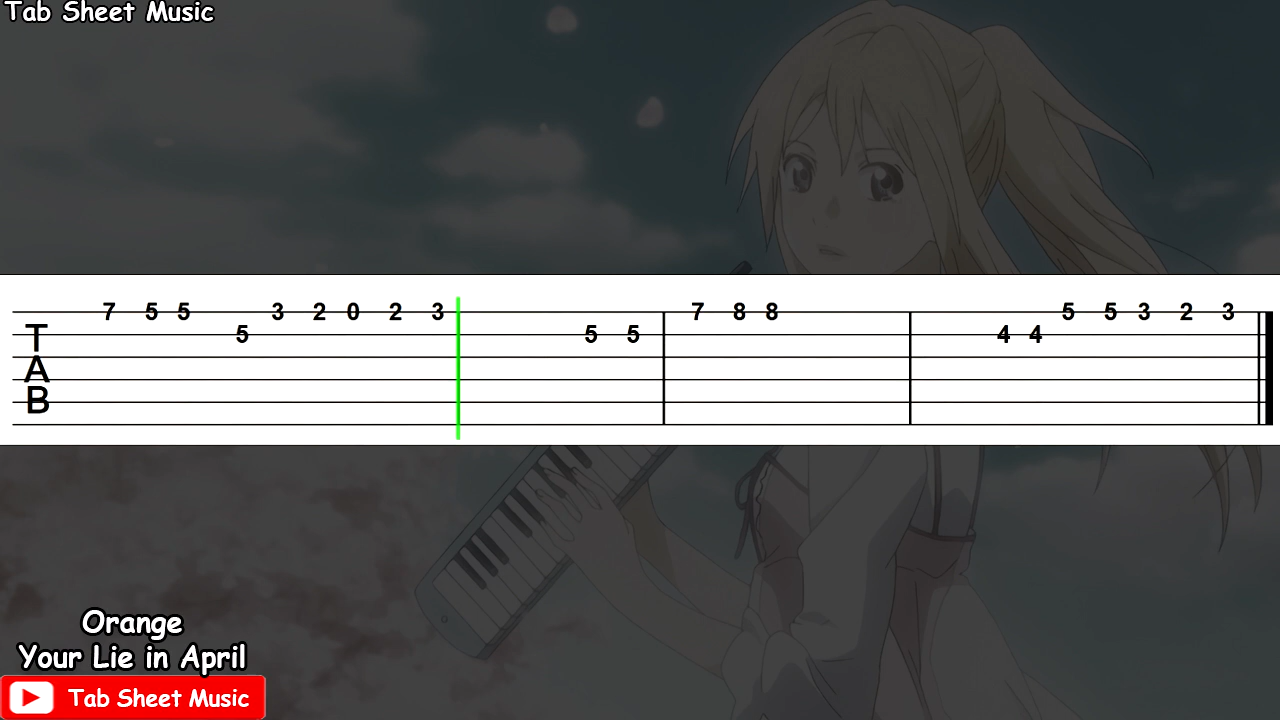 Tab Sheet Music
7 5 5 3 2 0 2 3 7 8 8 5 5 3 2 3
T 5 5 5 4 4
A
B
Orange
Your Lie in April
Tab Sheet Music